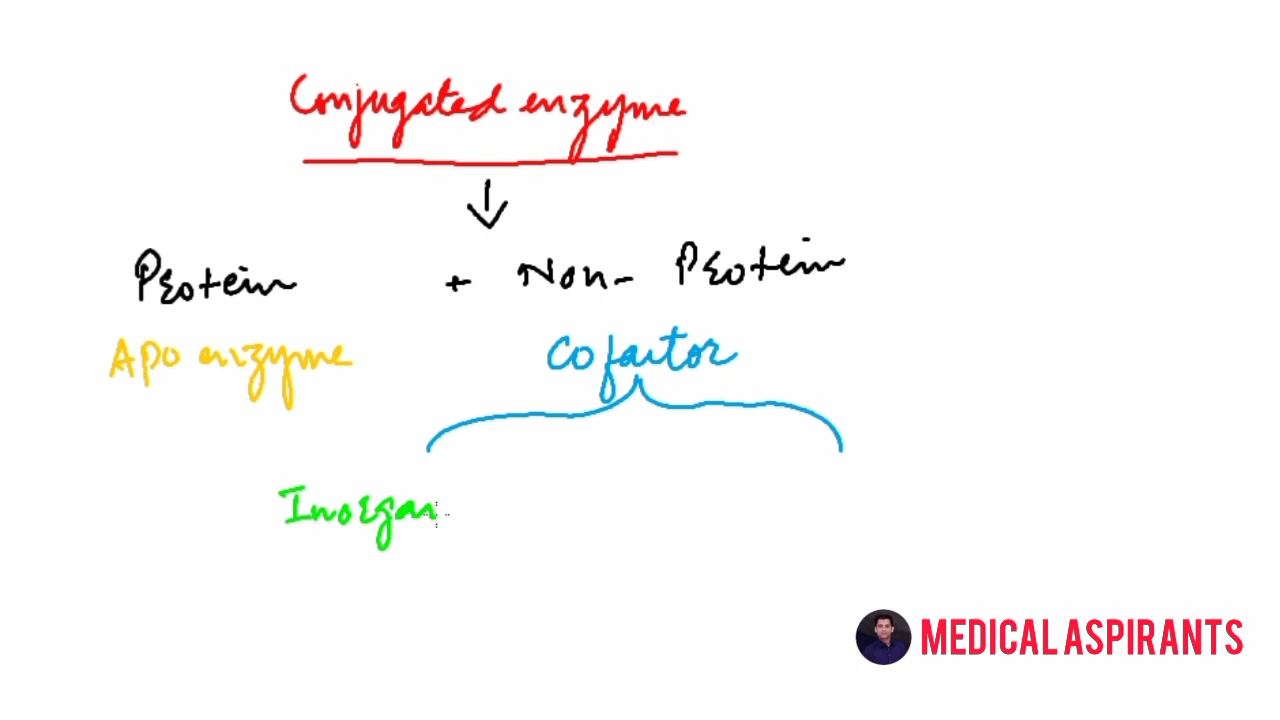 Conjugated enzyme
Protein + Non-Protein
Apo enzyme Cofactor
Inorgan
MEDICAL ASPIRANTS